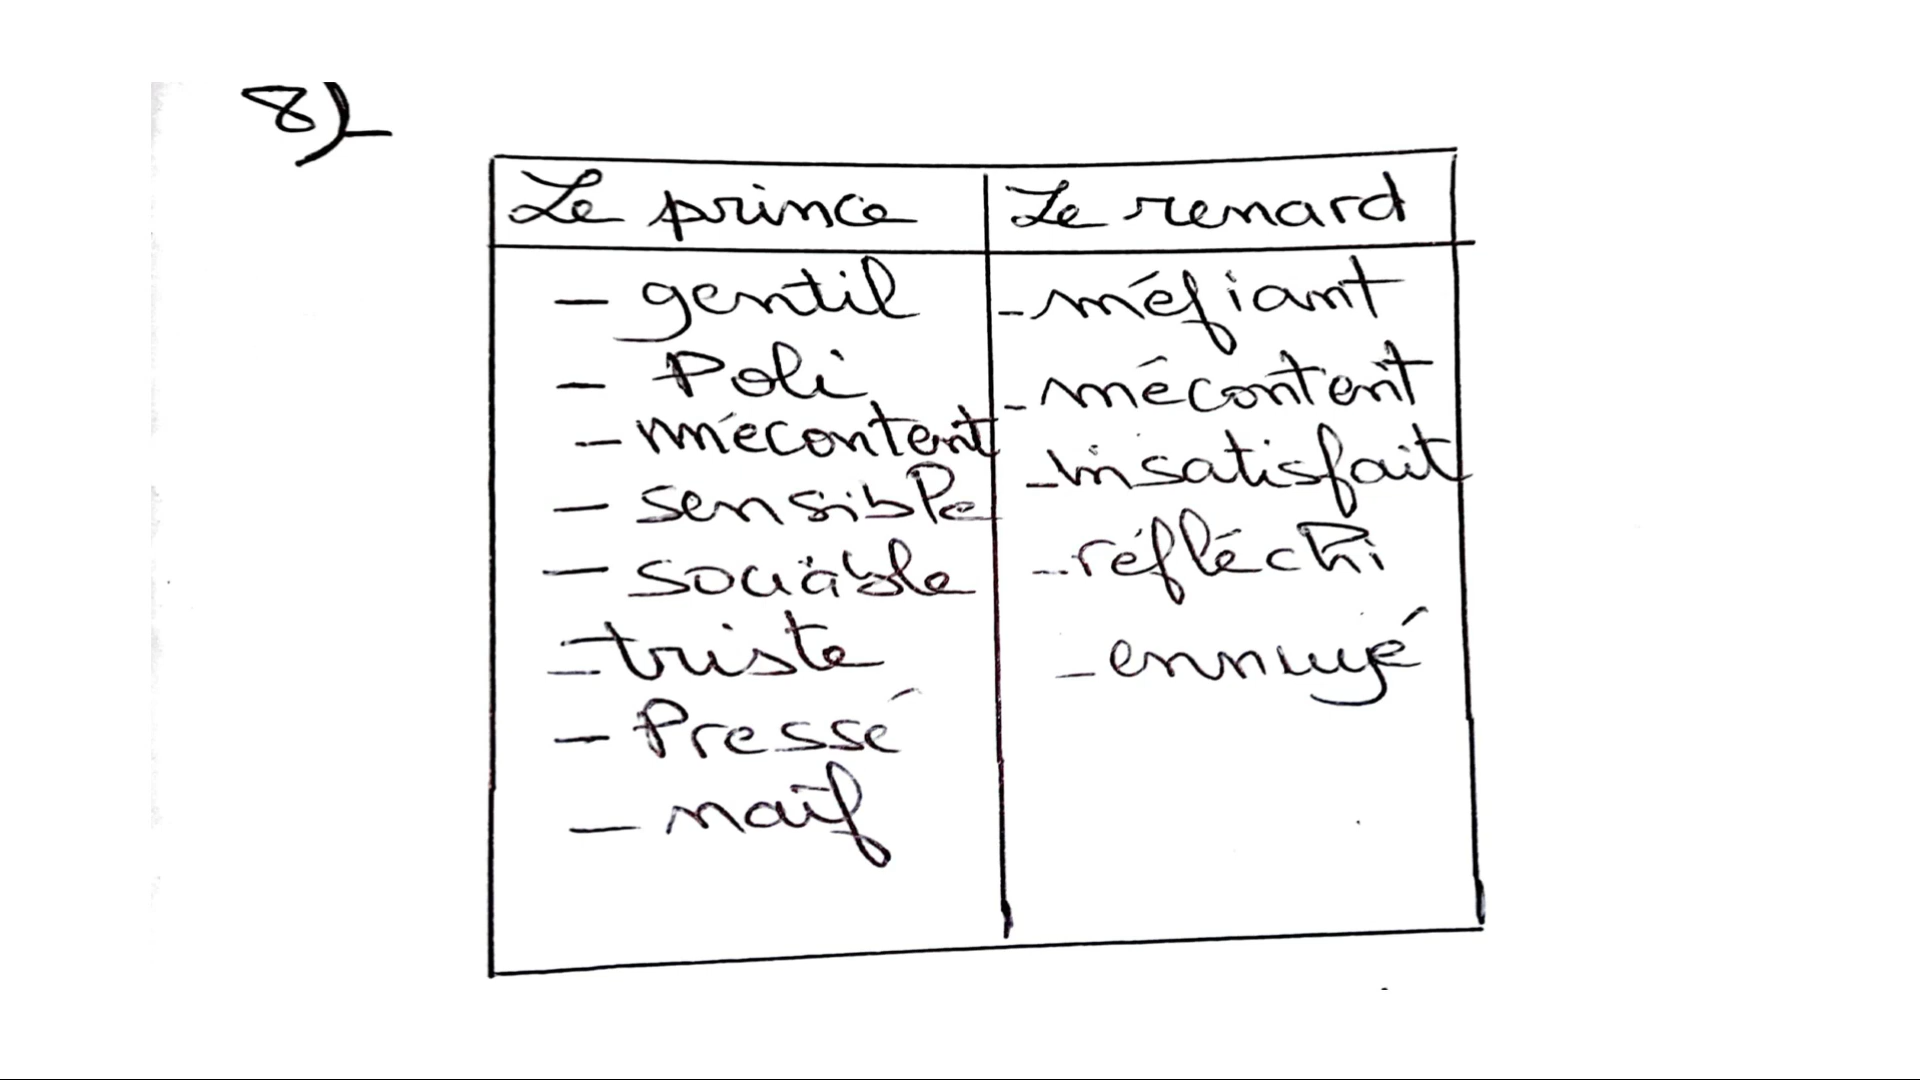 8)-
Le prince Le renard
- gentil - méfiant
- Poli - mécontent
- mécontent - insatisfait
- sensible - réfléchi
- sociable - ennuyé
- triste
- Pressé
- naïf